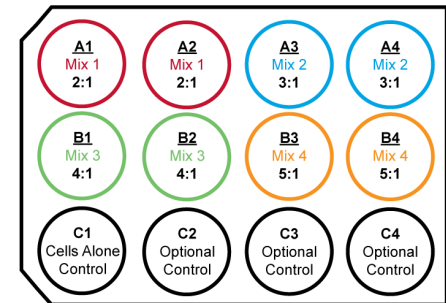 A1 A2 A3 A4
Mix 1 Mix 1 Mix 2 Mix 2
2:1 2:1 3:1 3:1
B1 B2 B3 B4
Mix 3 Mix 3 Mix 4 Mix 4
4:1 4:1 5:1 5:1
C1 C2 C3 C4
Cells Alone Optional Optional Optional
Control Control Control Control